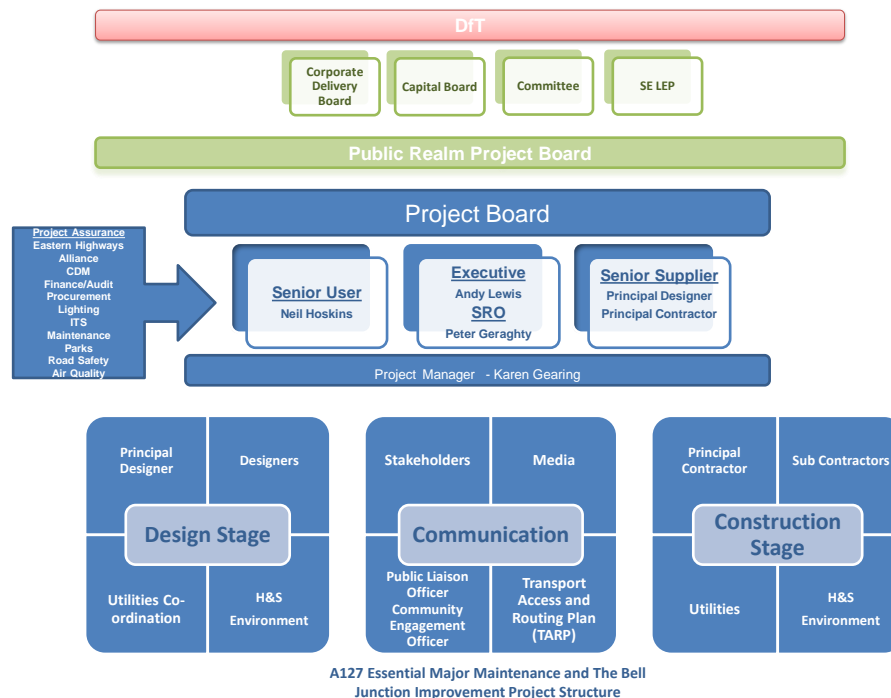 DfT
Corporate
Delivery
Board
Capital Board
Committee
SE LEP
Public Realm Project Board
Project Board
Project Assurance
Eastern Highways
Alliance
CDM
Finance/Audit
Procurement
Lighting
ITS
Maintenance
Parks
Road Safety
Air Quality
Senior User
Neil Hoskins
Executive
Andy Lewis
SRO
Peter Geraghty
Senior Supplier
Principal Designer
Principal Contractor
Project Manager - Karen Gearing
Principal
Designer
Designers
Design Stage
Utilities Co-
ordination
H&S
Environment
Stakeholders
Media
Communication
Public Liaison
Officer
Community
Engagement
Officer
Transport
Access and
Routing Plan
(TARP)
Principal
Contractor
Sub Contractors
Construction
Stage
Utilities
H&S
Environment
A127 Essential Major Maintenance and The Bell
Junction Improvement Project Structure